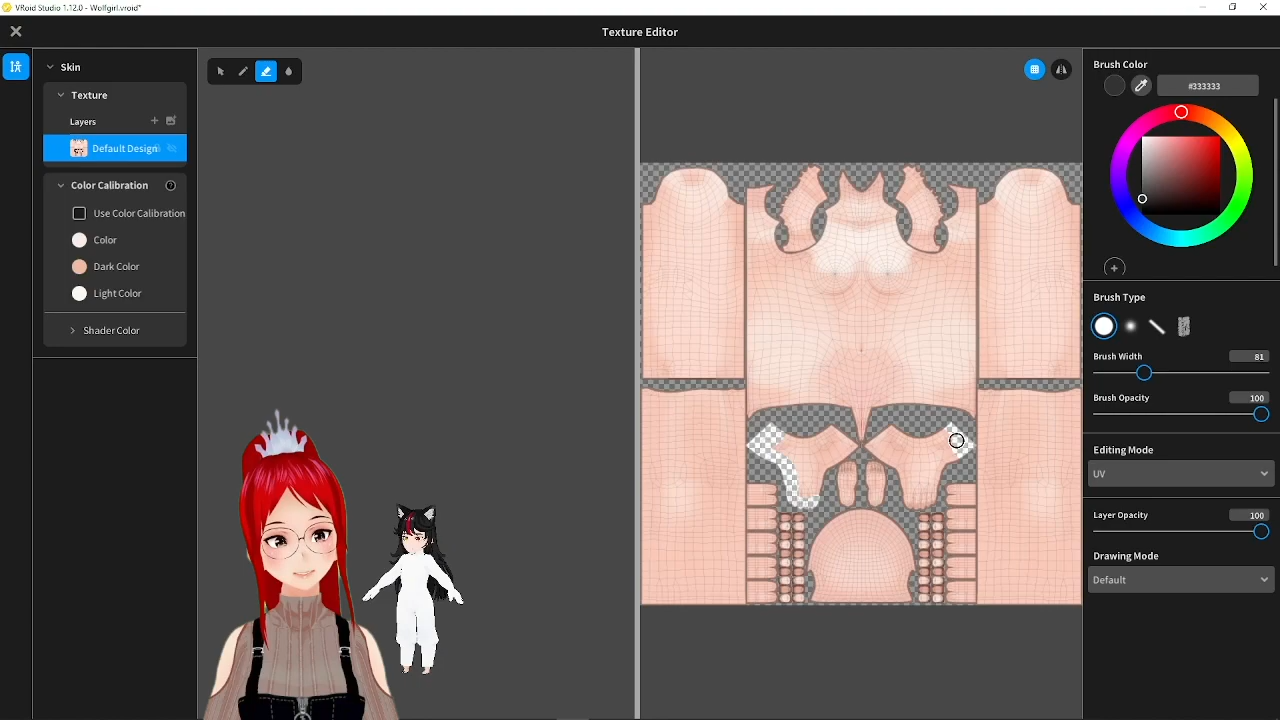 VRoid Studio 1.12.0 - Wolfgirl.vroid*
Texture Editor
Skin
Texture
Layers
Default Design
Color Calibration
Use Color Calibration
Color
Dark Color
Light Color
Shader Color
Brush Color
#333333
Brush Type
Brush Width
81
Brush Opacity
100
Editing Mode
UV
Layer Opacity
100
Drawing Mode
Default